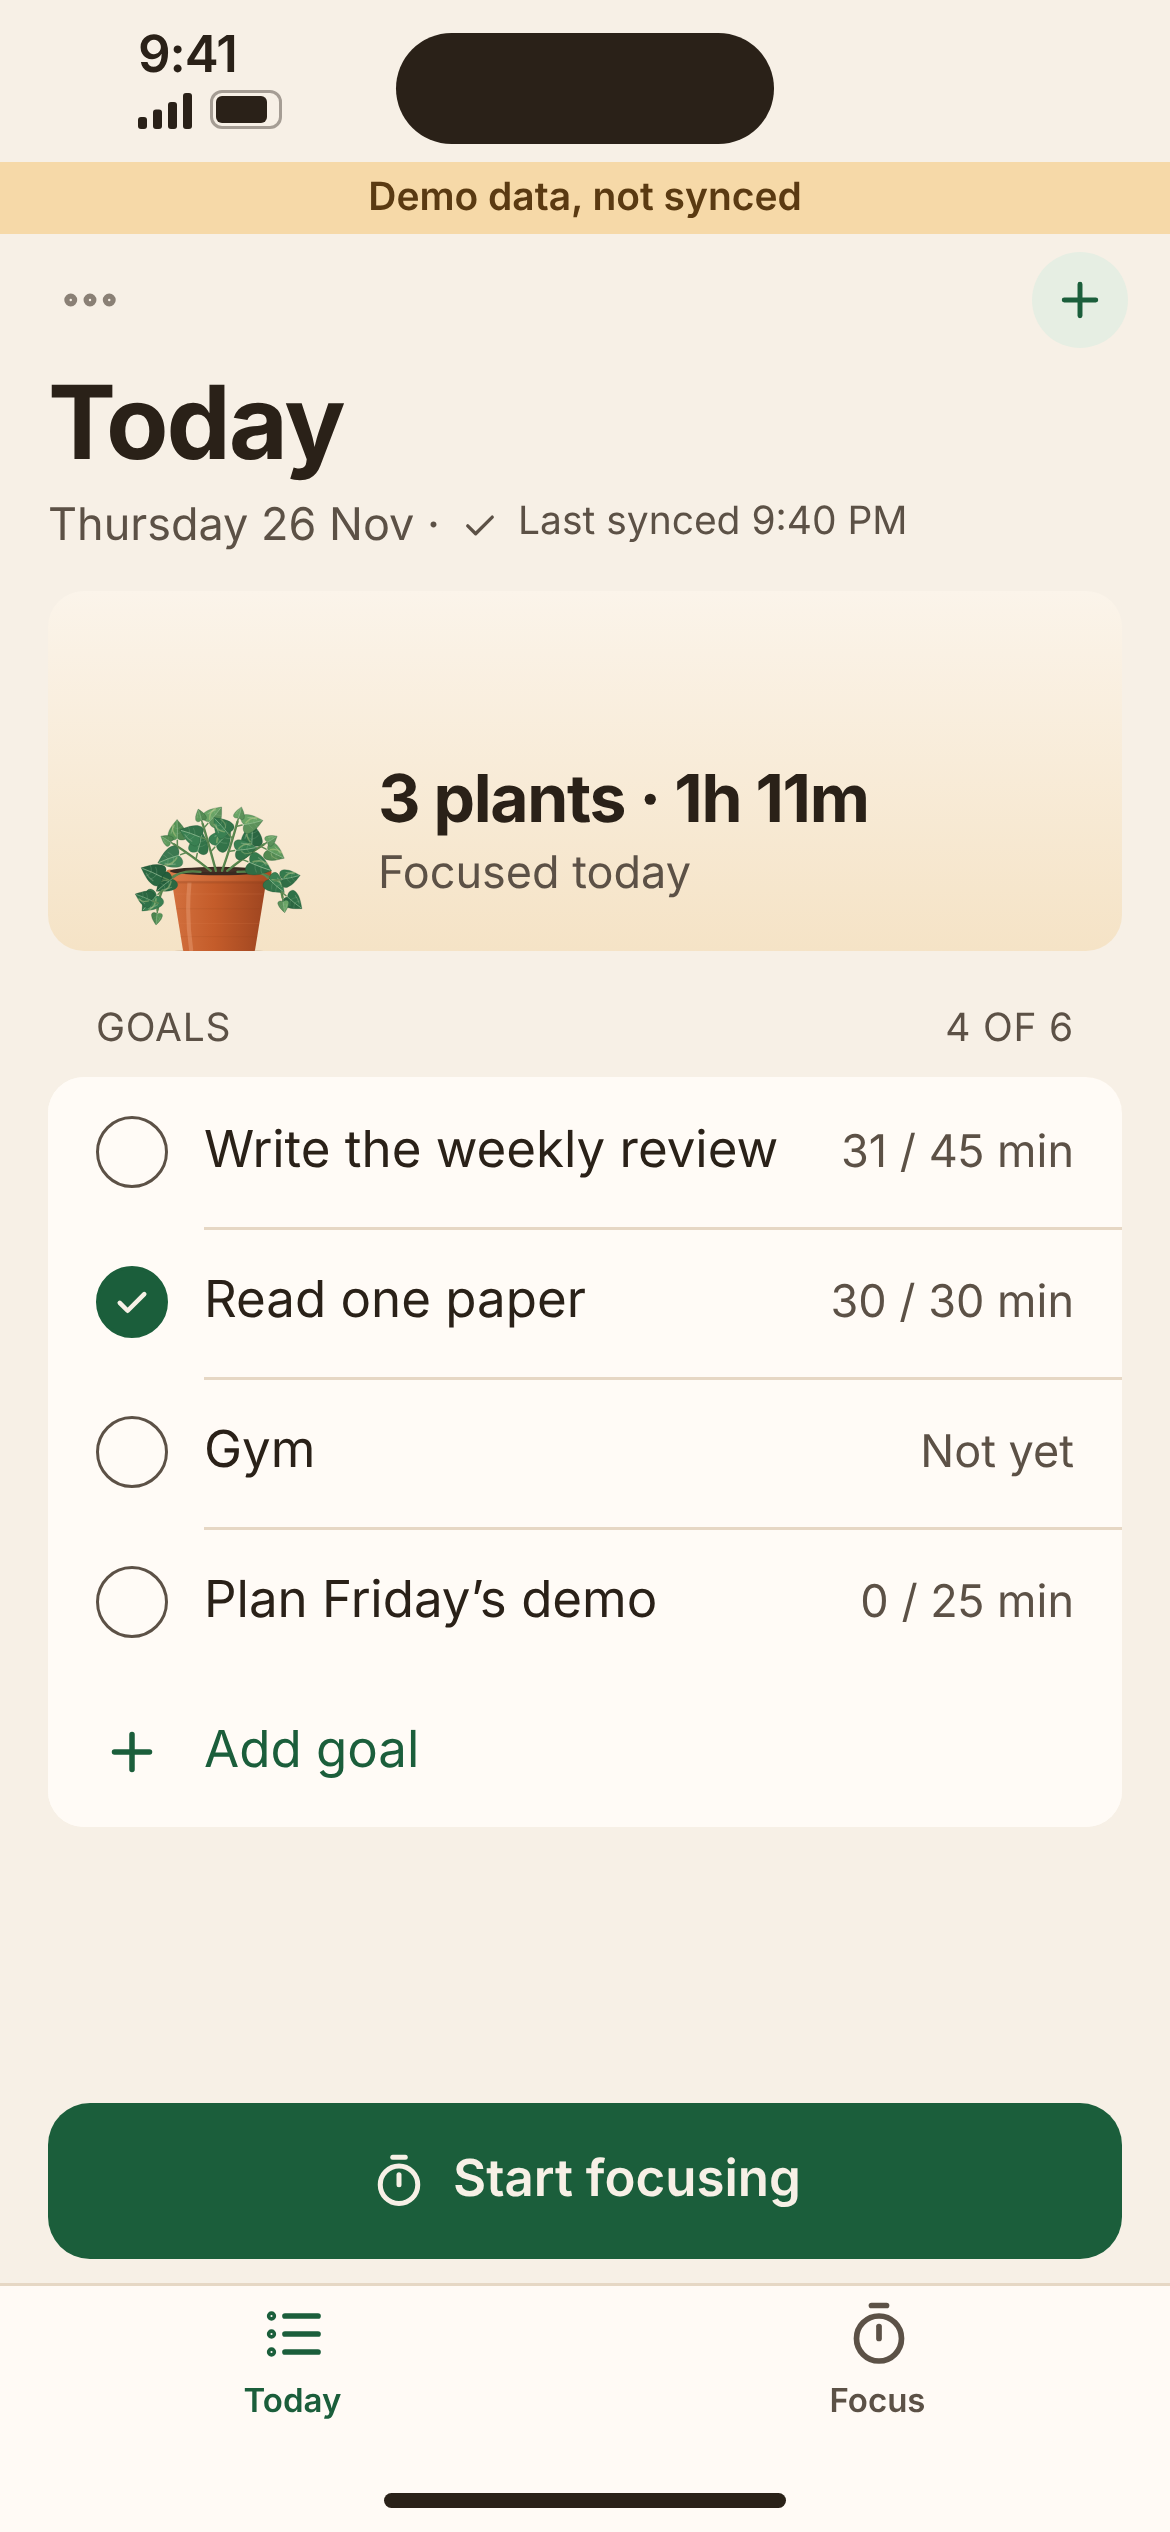 9:41
Demo data, not synced
Today
Thursday 26 Nov · Last synced 9:40 PM
3 plants · 1h 11m
Focused today
GOALS 4 OF 6
Write the weekly review 31 / 45 min
Read one paper 30 / 30 min
Gym Not yet
Plan Friday’s demo 0 / 25 min
Add goal
Start focusing
Today Focus